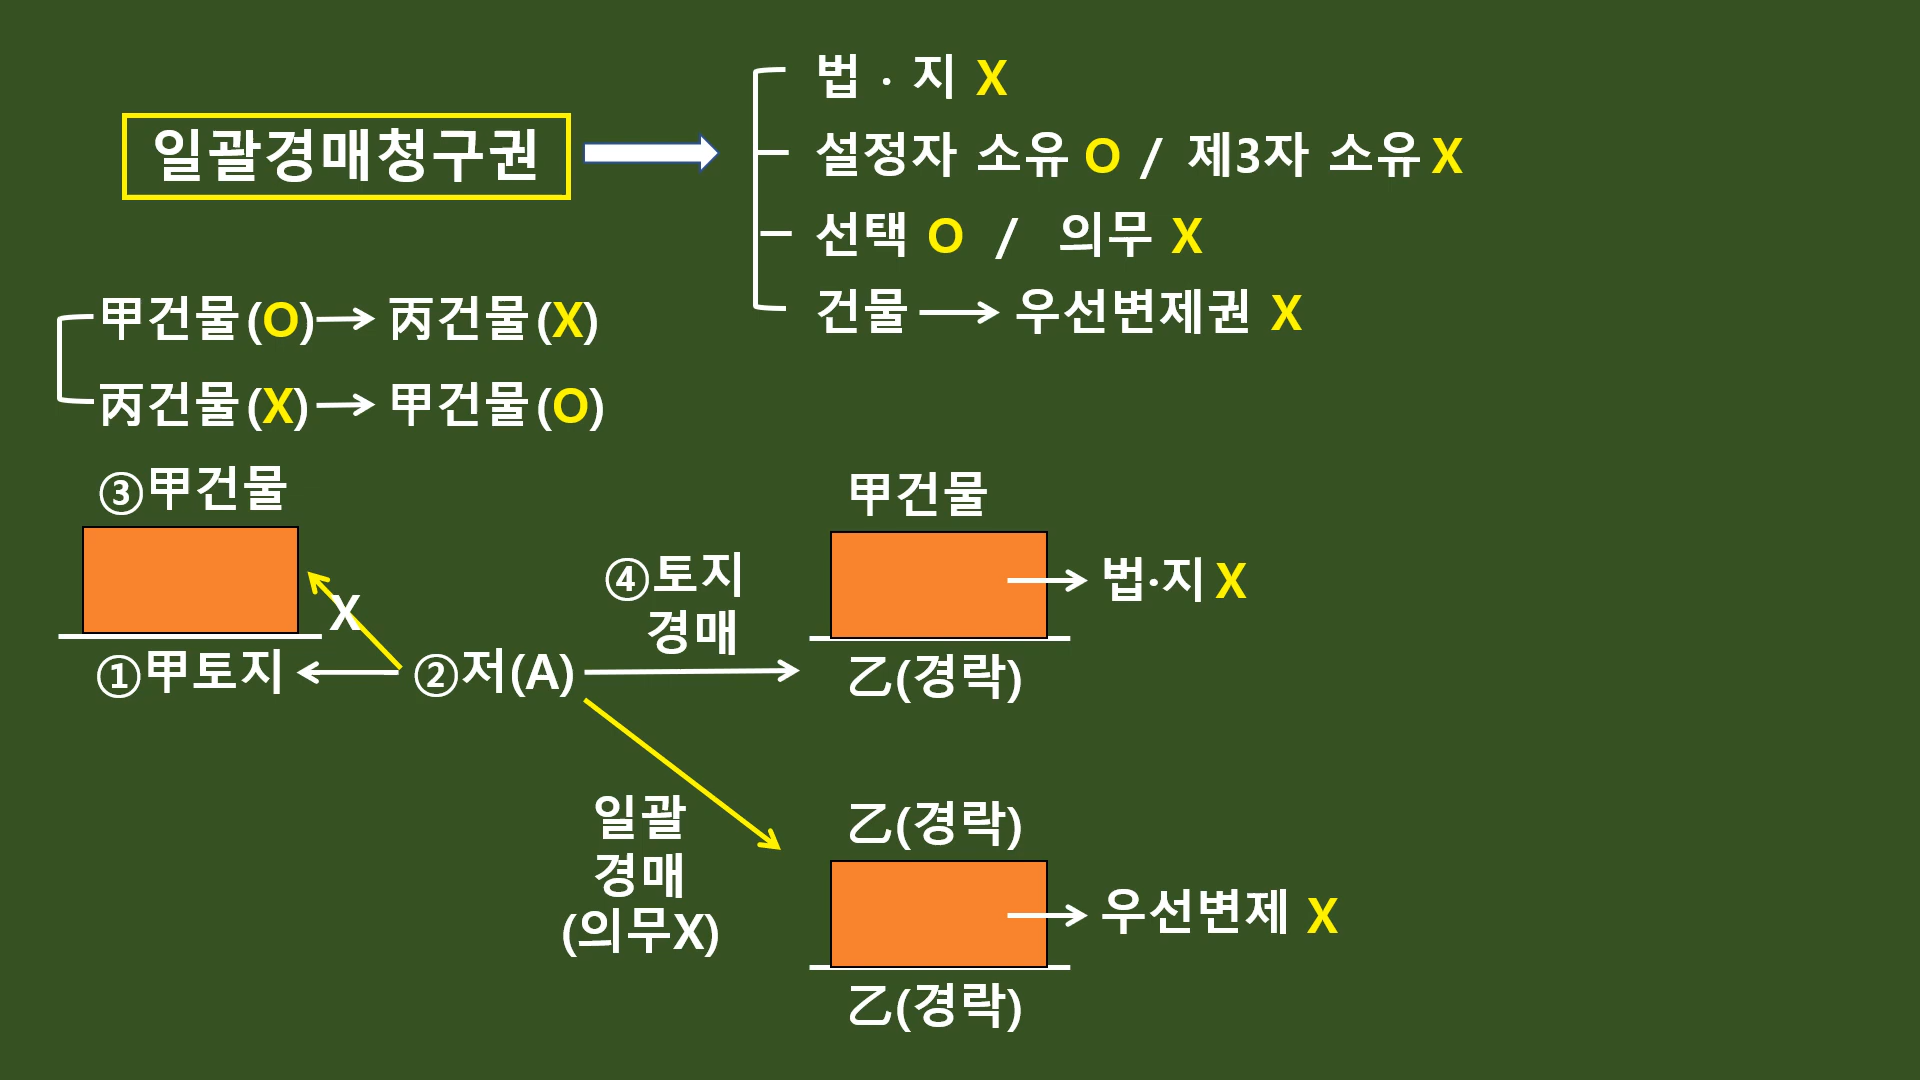 일괄경매청구권
법 · 지 X
설정자 소유 O / 제3자 소유 X
선택 O / 의무 X
건물 → 우선변제권 X
甲건물(O) → 丙건물(X)
丙건물(X) → 甲건물(O)
③甲건물
X
①甲토지
②저(A)
④토지
경매
甲건물
법·지 X
乙(경락)
일괄
경매
(의무X)
乙(경락)
우선변제 X
乙(경락)